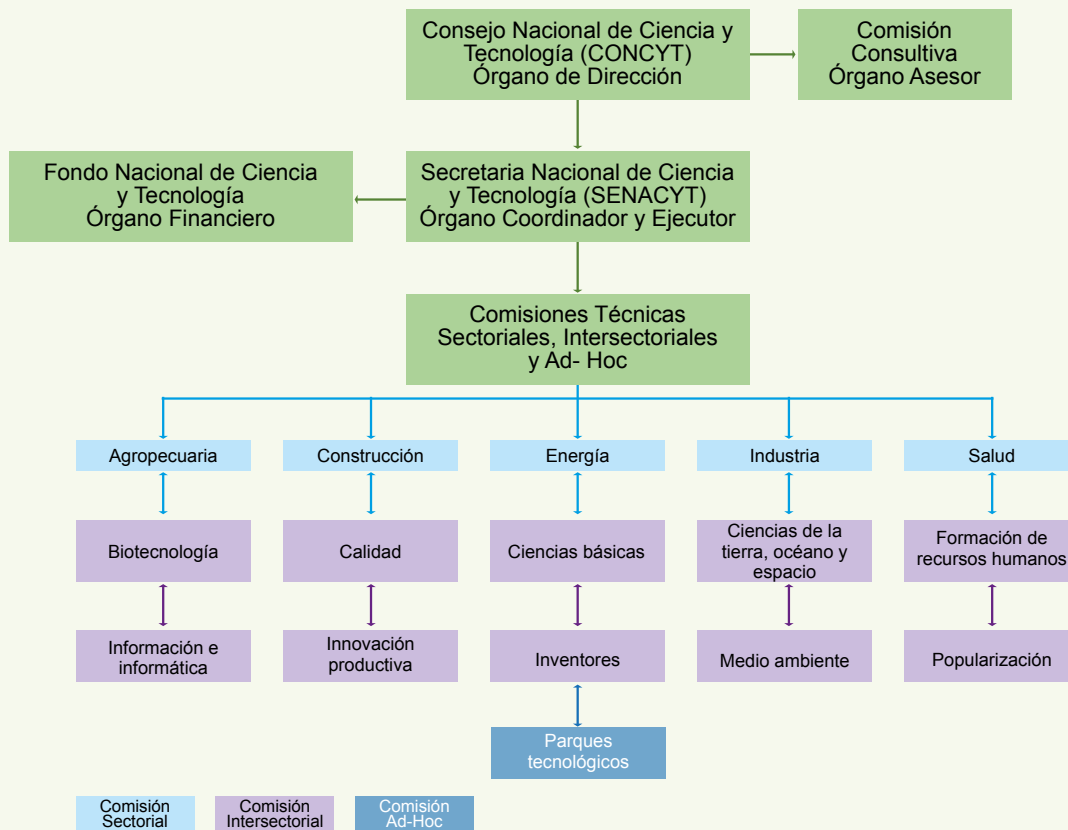 Consejo Nacional de Ciencia y
Tecnología (CONCYT)
Órgano de Dirección
Comisión
Consultiva
Órgano Asesor
Fondo Nacional de Ciencia
y Tecnología
Órgano Financiero
Secretaria Nacional de Ciencia
y Tecnología (SENACYT)
Órgano Coordinador y Ejecutor
Comisiones Técnicas
Sectoriales, Intersectoriales
y Ad- Hoc
Agropecuaria
Construcción
Energía
Industria
Salud
Biotecnología
Calidad
Ciencias básicas
Ciencias de la
tierra, océano y
espacio
Formación de
recursos humanos
Información e
informática
Innovación
productiva
Inventores
Medio ambiente
Popularización
Parques
tecnológicos
Comisión
Sectorial
Comisión
Intersectorial
Comisión
Ad-Hoc